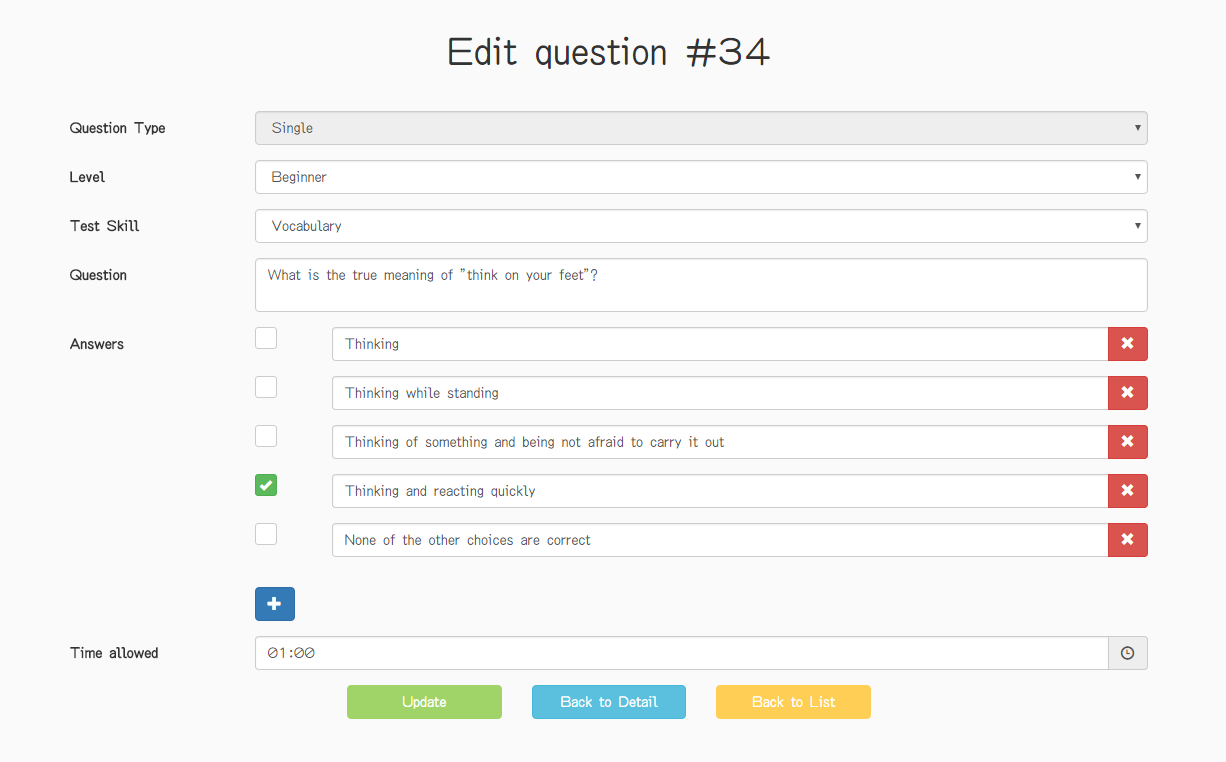 Edit question #34
Question Type Single
Level Beginner
Test Skill Vocabulary
Question What is the true meaning of "think on your feet"?
Answers Thinking
Thinking while standing
Thinking of something and being not afraid to carry it out
Thinking and reacting quickly
None of the other choices are correct
Time allowed 01:00
Update Back to Detail Back to List